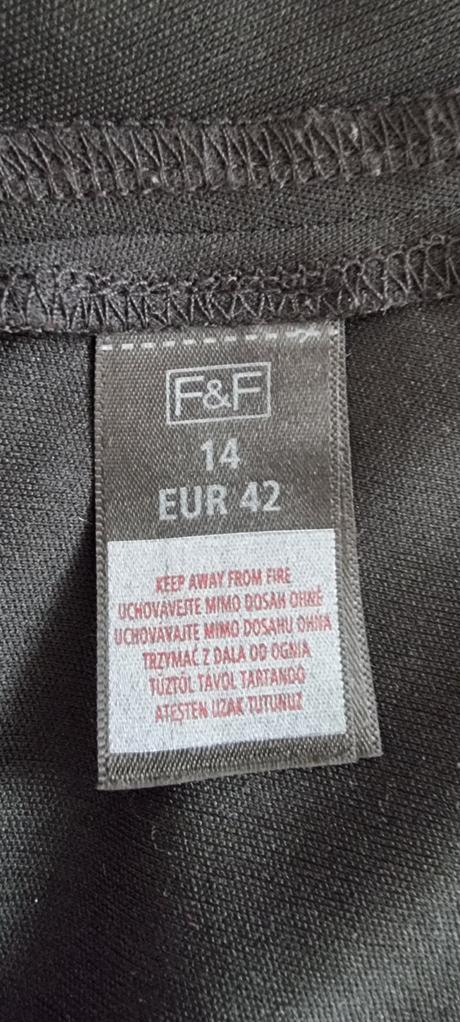 F&F
14
EUR 42
KEEP AWAY FROM FIRE
UCHOVÁVEJTE MIMO DOSAH OHNĚ
UCHOVÁVAJTE MIMO DOSAHU OHŇA
TRZYMAĆ Z DALA OD OGNIA
TŰZTŐL TÁVOL TARTANDÓ
ATEŞTEN UZAK TUTUNUZ